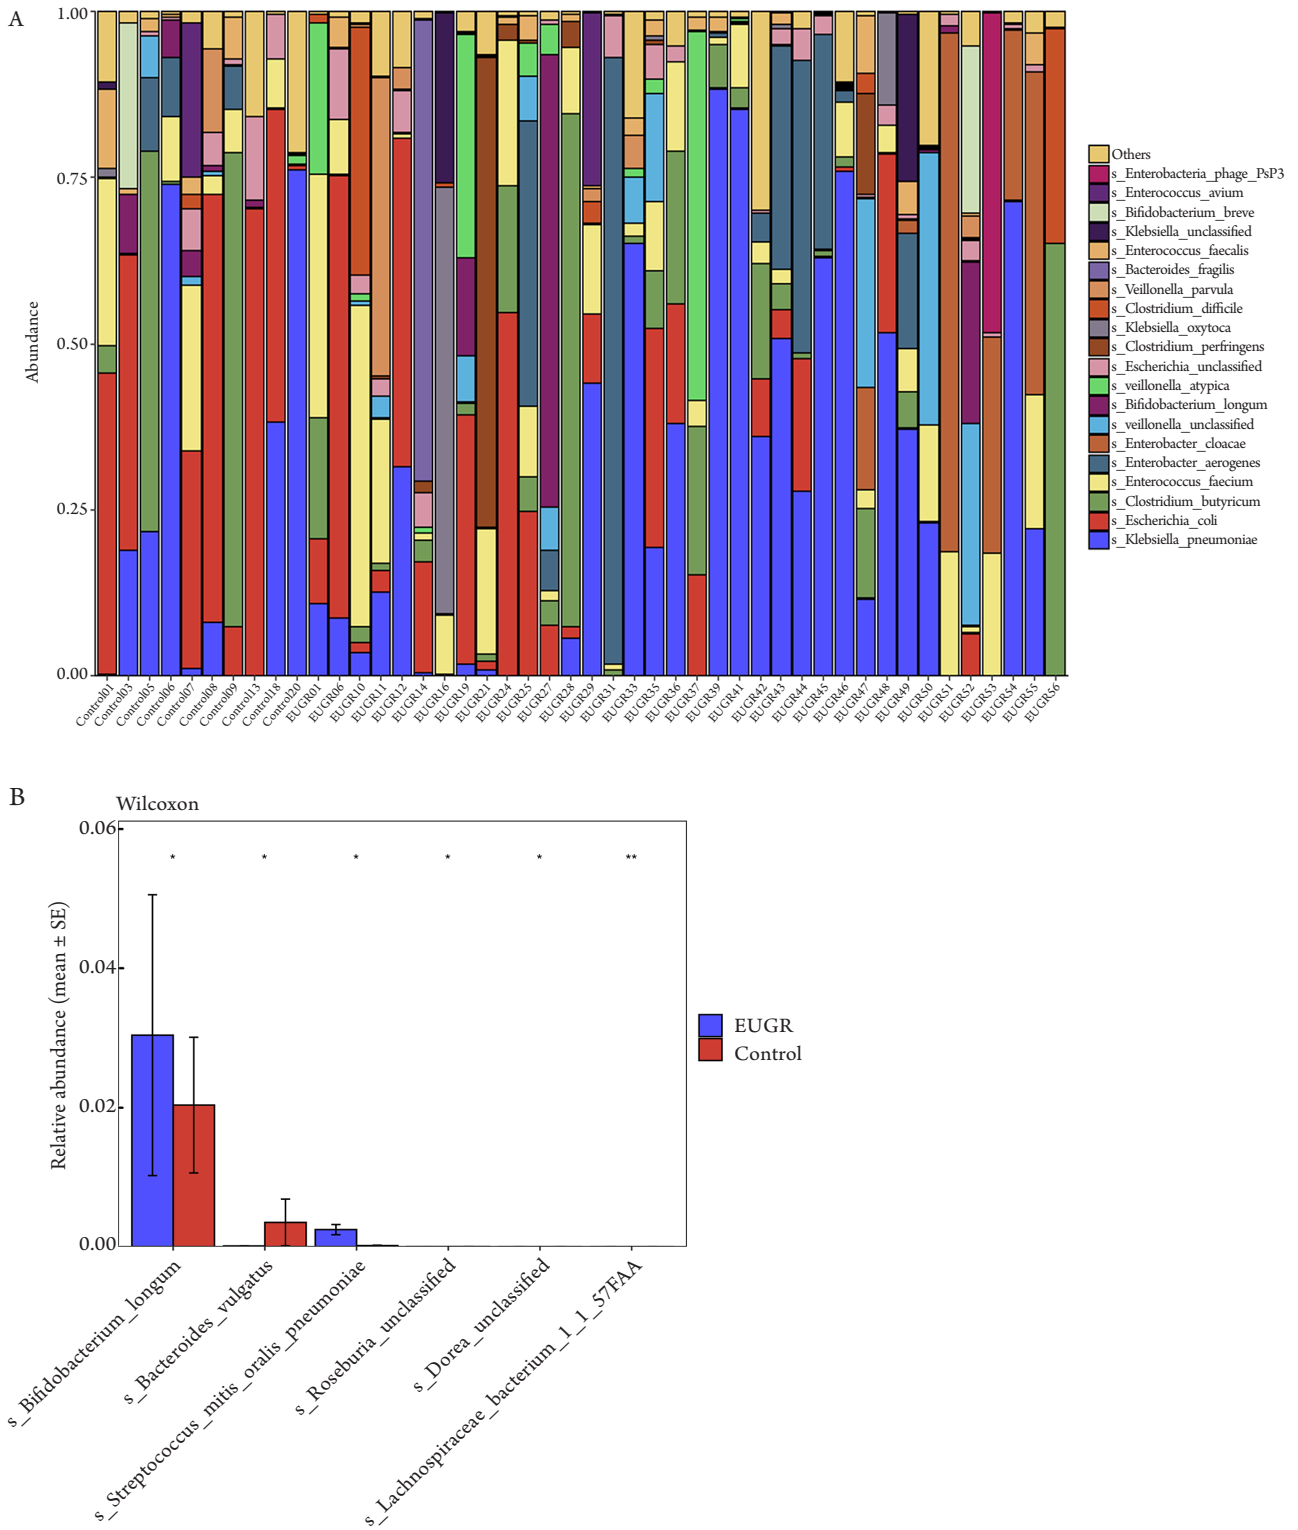 A
1.00
0.75
0.50
0.25
0.00
Abundance
Control01
Control03
Control05
Control06
Control07
Control08
Control09
Control13
Control18
Control20
EUGR01
EUGR06
EUGR10
EUGR11
EUGR12
EUGR14
EUGR16
EUGR19
EUGR21
EUGR24
EUGR25
EUGR27
EUGR28
EUGR29
EUGR31
EUGR33
EUGR35
EUGR36
EUGR37
EUGR39
EUGR41
EUGR42
EUGR43
EUGR44
EUGR45
EUGR46
EUGR47
EUGR48
EUGR49
EUGR50
EUGR51
EUGR52
EUGR53
EUGR54
EUGR55
EUGR56
Others
s_Enterobacteria_phage_PsP3
s_Enterococcus_avium
s_Bifidobacterium_breve
s_Klebsiella_unclassified
s_Enterococcus_faecalis
s_Bacteroides_fragilis
s_Veillonella_parvula
s_Clostridium_difficile
s_Klebsiella_oxytoca
s_Clostridium_perfringens
s_Escherichia_unclassified
s_veillonella_atypica
s_Bifidobacterium_longum
s_veillonella_unclassified
s_Enterobacter_cloacae
s_Enterobacter_aerogenes
s_Enterococcus_faecium
s_Clostridium_butyricum
s_Escherichia_coli
s_Klebsiella_pneumoniae
B
Wilcoxon
0.06
0.04
0.02
0.00
Relative abundance (mean ± SE)
* * * * * **
s_Bifidobacterium_longum
s_Bacteroides_vulgatus
s_Streptococcus_mitis_oralis_pneumoniae
s_Roseburia_unclassified
s_Dorea_unclassified
s_Lachnospiraceae_bacterium_1_1_57FAA
EUGR
Control